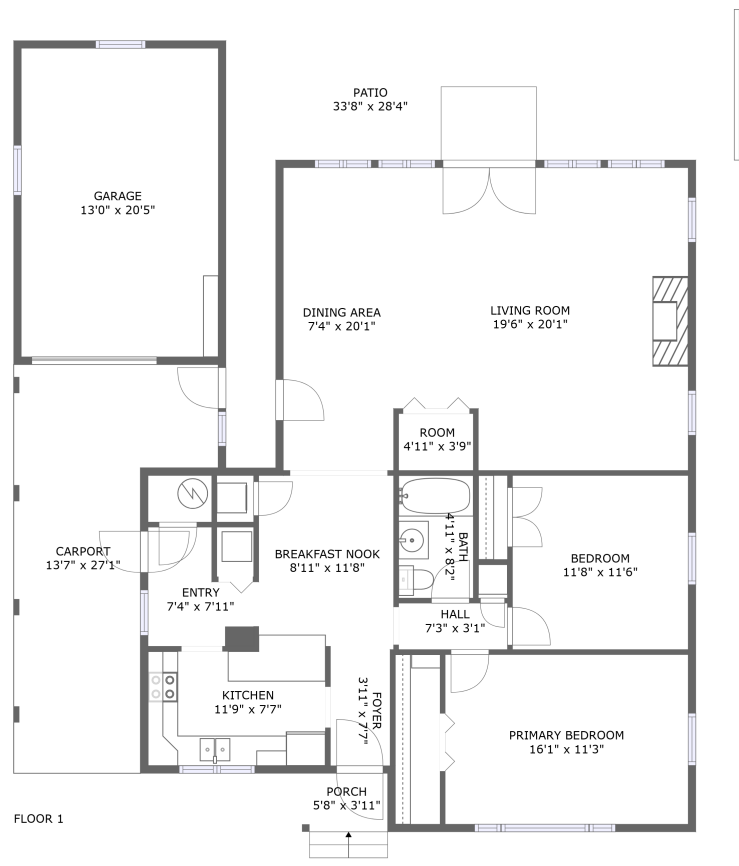 PATIO
33'8" x 28'4"
GARAGE
13'0" x 20'5"
DINING AREA
7'4" x 20'1"
LIVING ROOM
19'6" x 20'1"
ROOM
4'11" x 3'9"
CARPORT
13'7" x 27'1"
BREAKFAST NOOK
8'11" x 11'8"
BATH
4'11" x 8'2"
BEDROOM
11'8" x 11'6"
ENTRY
7'4" x 7'11"
HALL
7'3" x 3'1"
KITCHEN
11'9" x 7'7"
FOYER
3'11" x 7'7"
PRIMARY BEDROOM
16'1" x 11'3"
PORCH
5'8" x 3'11"
FLOOR 1